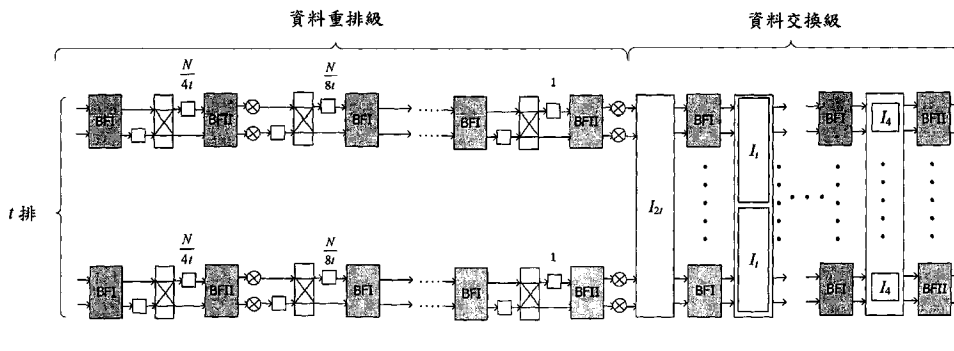 資料重排級
資料交換級
N/4t
N/8t
1
BFI
BFII
BFI
BFI
BFII
BFI
BFI
I4
BFII
It
I2t
t 排
N/4t
N/8t
1
It
BFI
BFII
BFI
BFI
BFII
BFI
BFI
I4
BFII